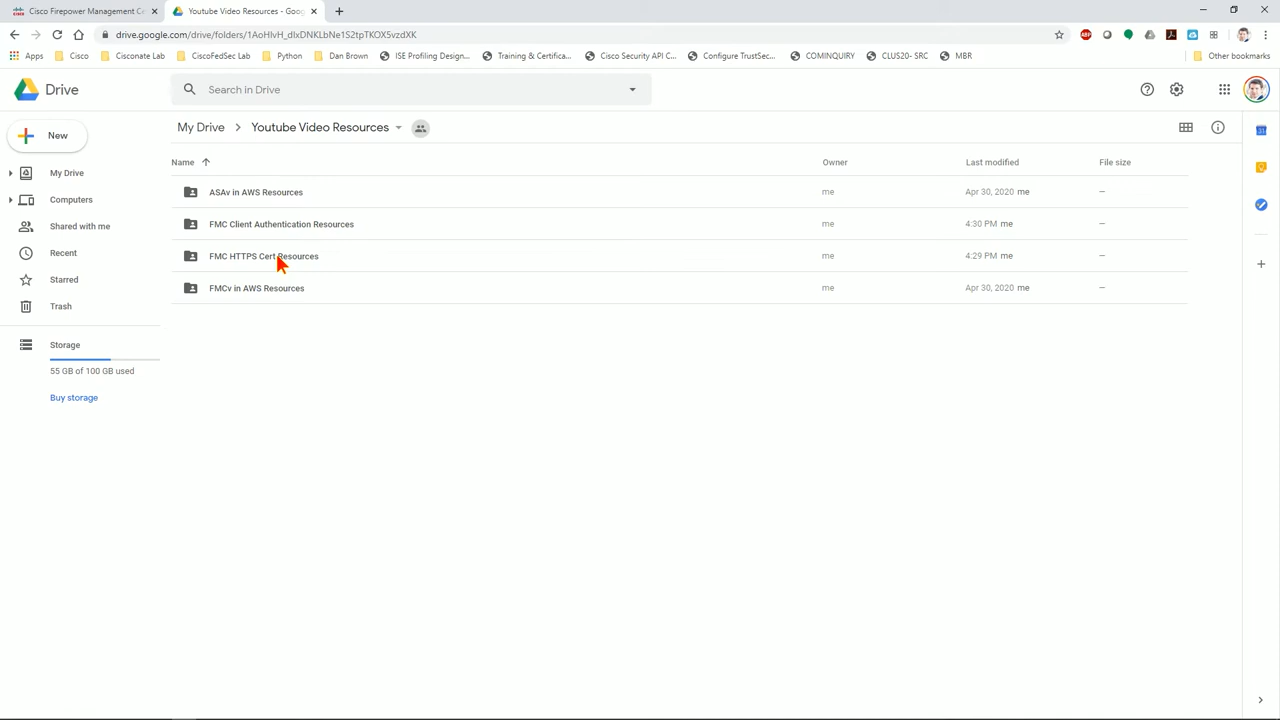 Cisco Firepower Management Ce
Youtube Video Resources - Goog
drive.google.com/drive/folders/1AoHIvH_dlxDNKLbNe1S2tpTKOX5vzdXK
Apps
Cisco
Cisconate Lab
CiscoFedSec Lab
Python
Dan Brown
ISE Profiling Design...
Training & Certifica...
Cisco Security API C...
Configure TrustSec...
COMINQUIRY
CLUS20- SRC
MBR
Other bookmarks
Drive
Search in Drive
New
My Drive
Computers
Shared with me
Recent
Starred
Trash
Storage
55 GB of 100 GB used
Buy storage
My Drive
Youtube Video Resources
Name
Owner
Last modified
File size
ASAv in AWS Resources
me
Apr 30, 2020 me
—
FMC Client Authentication Resources
me
4:30 PM me
—
FMC HTTPS Cert Resources
me
4:29 PM me
—
FMCv in AWS Resources
me
Apr 30, 2020 me
—